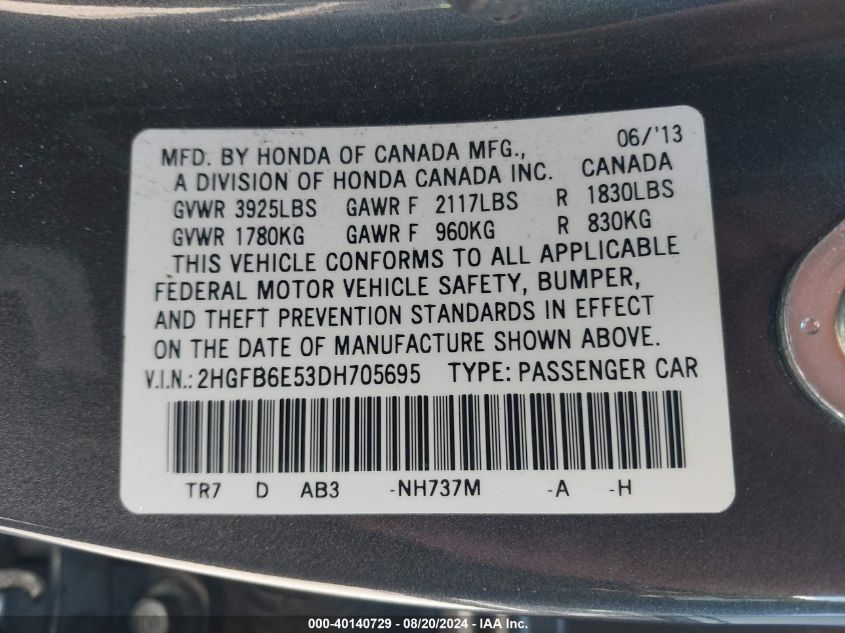 06/'13
MFD. BY HONDA OF CANADA MFG.,
A DIVISION OF HONDA CANADA INC. CANADA
GVWR 3925LBS GAWR F 2117LBS R 1830LBS
GVWR 1780KG GAWR F 960KG R 830KG
THIS VEHICLE CONFORMS TO ALL APPLICABLE
FEDERAL MOTOR VEHICLE SAFETY, BUMPER,
AND THEFT PREVENTION STANDARDS IN EFFECT
ON THE DATE OF MANUFACTURE SHOWN ABOVE.
V.I.N.: 2HGFB6E53DH705695 TYPE: PASSENGER CAR
TR7 D AB3 -NH737M -A -H
000-40140729 - 08/20/2024 - © IAA, Inc.